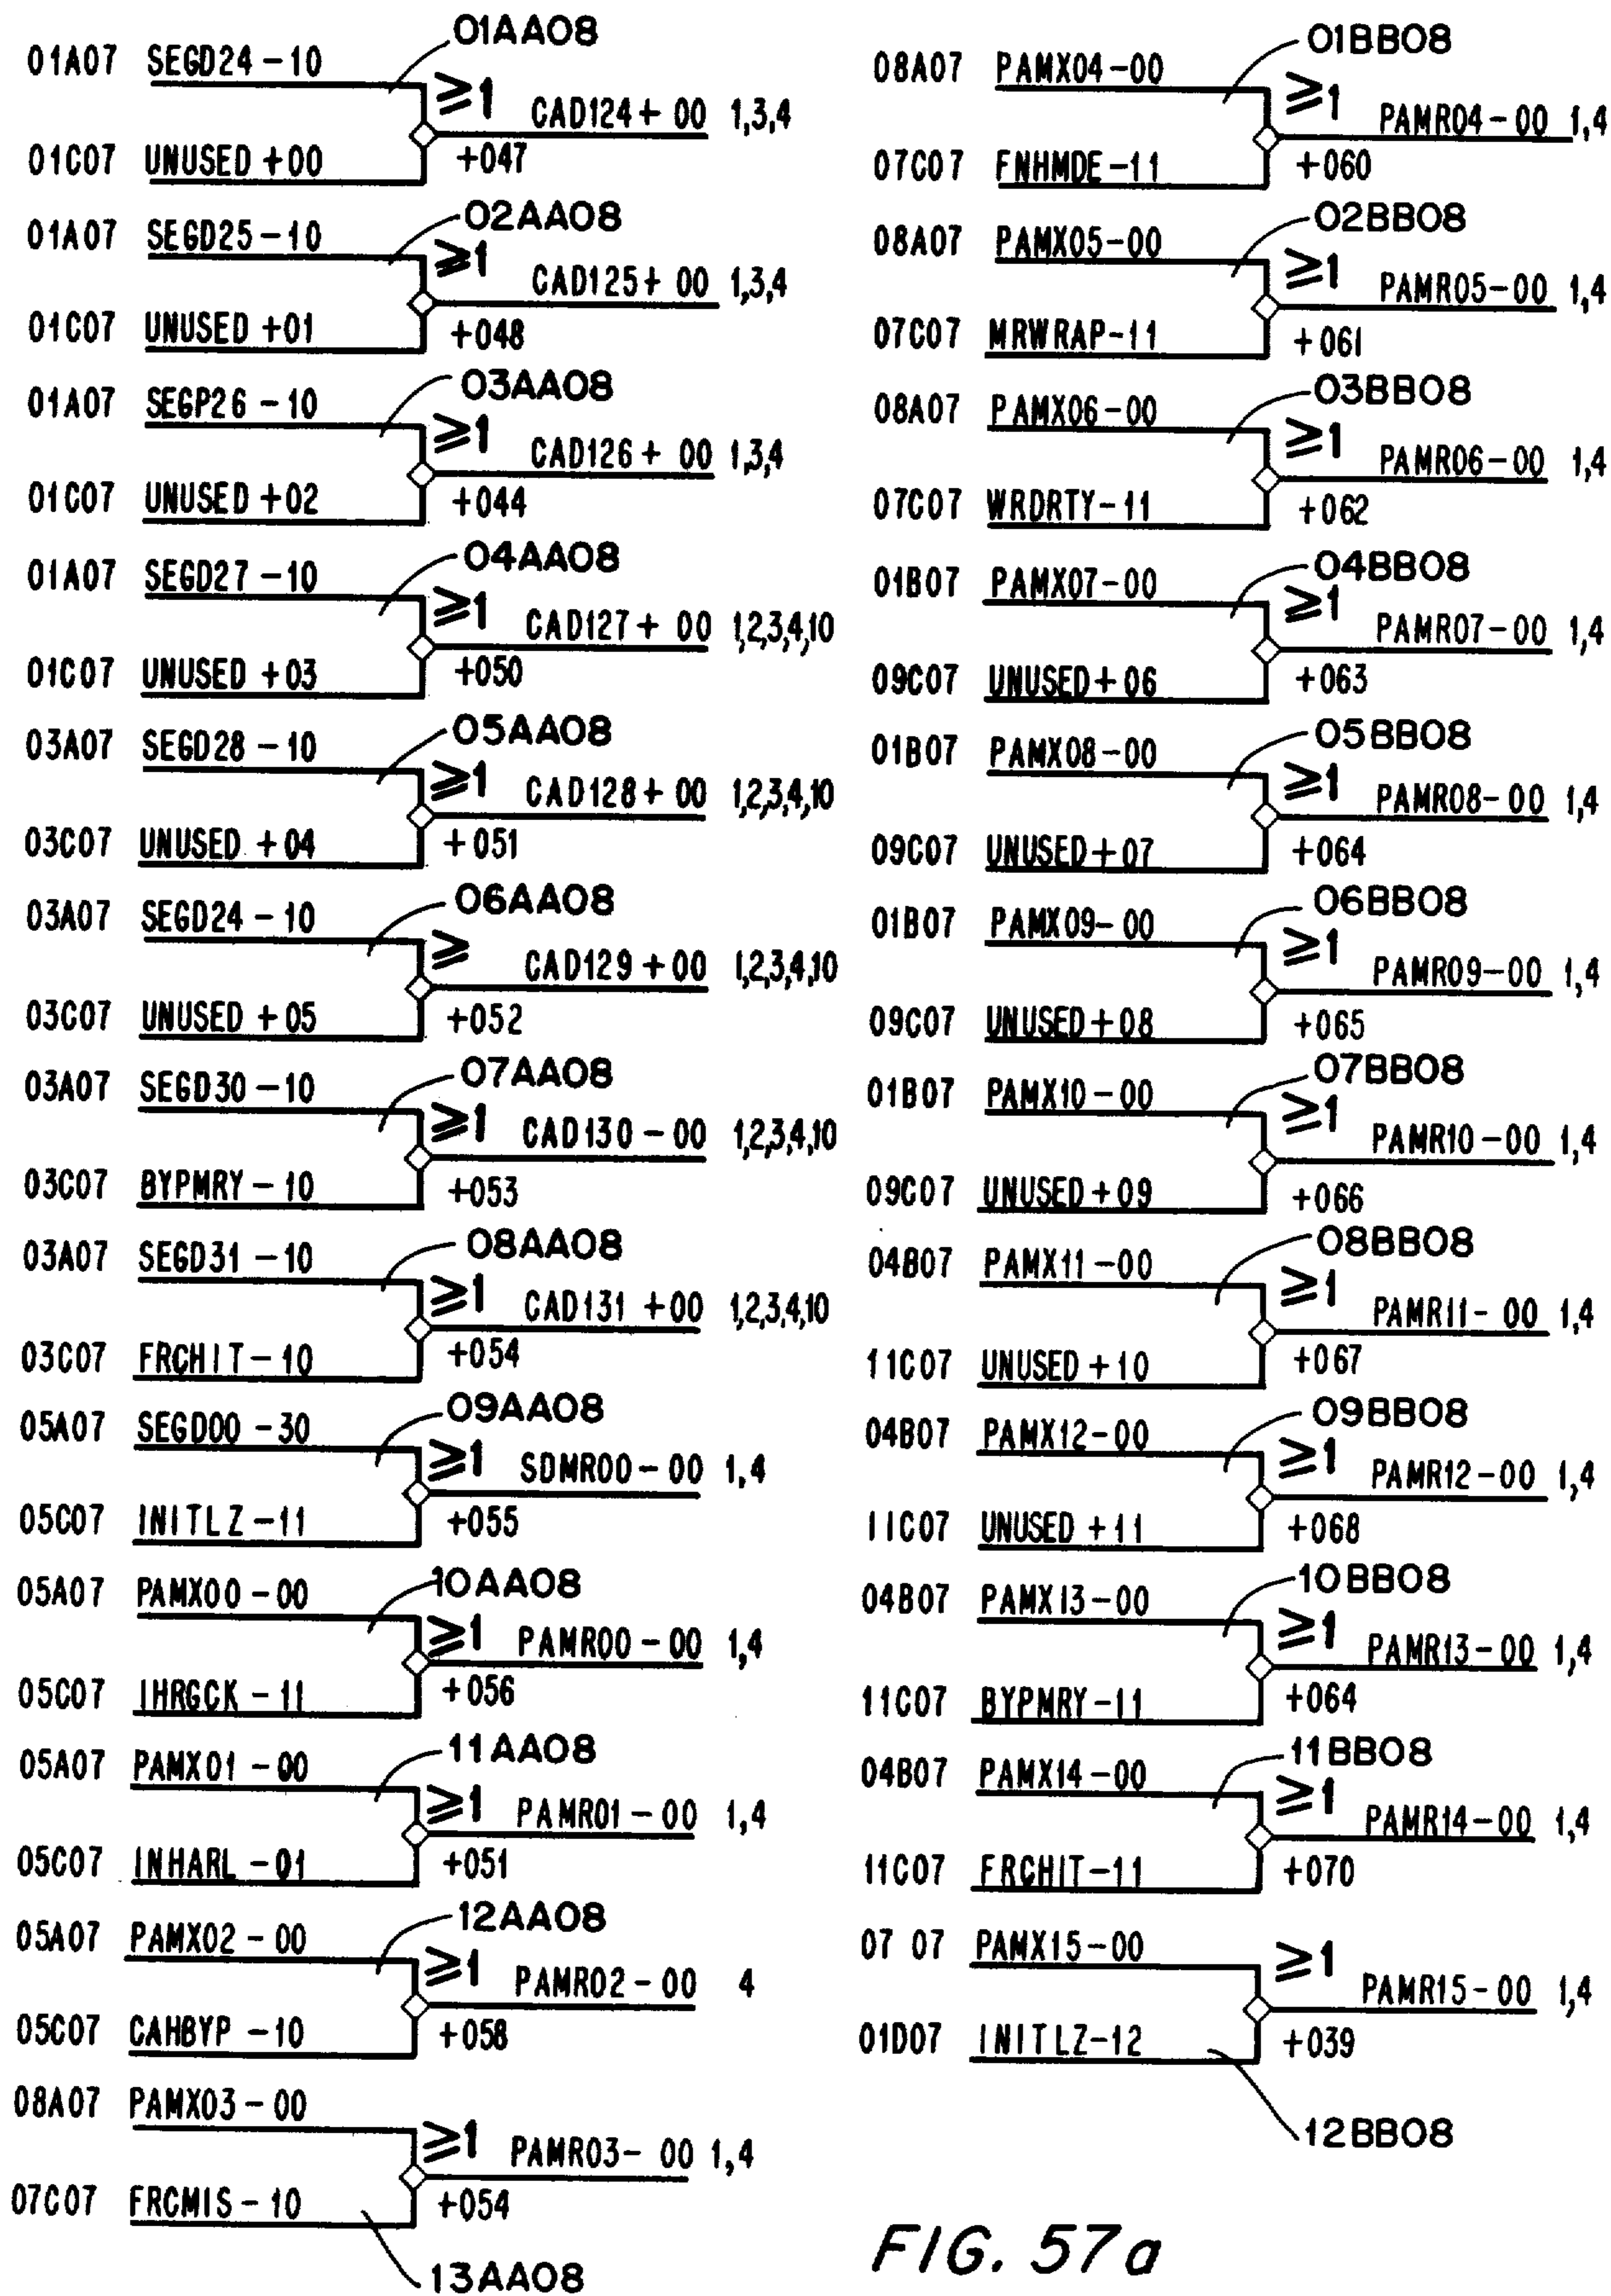 01AA08
01A07 SEGD24-10
≥1 CAD124+00 1,3,4
01C07 UNUSED+00 +047
02AA08
01A07 SEGD25-10
≥1 CAD125+00 1,3,4
01C07 UNUSED+01 +048
03AA08
01A07 SEGP26-10
≥1 CAD126+00 1,3,4
01C07 UNUSED+02 +044
04AA08
01A07 SEGD27-10
≥1 CAD127+00 1,2,3,4,10
01C07 UNUSED+03 +050
05AA08
03A07 SEGD28-10
≥1 CAD128+00 1,2,3,4,10
03C07 UNUSED+04 +051
06AA08
03A07 SEGD24-10
≥ CAD129+00 1,2,3,4,10
03C07 UNUSED+05 +052
07AA08
03A07 SEGD30-10
≥1 CAD130-00 1,2,3,4,10
03C07 BYPMRY-10 +053
08AA08
03A07 SEGD31-10
≥1 CAD131+00 1,2,3,4,10
03C07 FRCHIT-10 +054
09AA08
05A07 SEGD00-30
≥1 SDMR00-00 1,4
05C07 INITLZ-11 +055
10AA08
05A07 PAMX00-00
≥1 PAMR00-00 1,4
05C07 IHRGCK-11 +056
11AA08
05A07 PAMX01-00
≥1 PAMR01-00 1,4
05C07 INHARL-01 +051
12AA08
05A07 PAMX02-00
≥1 PAMR02-00 4
05C07 CAHBYP-10 +058
08A07 PAMX03-00
≥1 PAMR03-00 1,4
07C07 FRCMIS-10 +054
13AA08
01BB08
08A07 PAMX04-00
≥1 PAMR04-00 1,4
07C07 FNHMDE-11 +060
02BB08
08A07 PAMX05-00
≥1 PAMR05-00 1,4
07C07 MRWRAP-11 +061
03BB08
08A07 PAMX06-00
≥1 PAMR06-00 1,4
07C07 WRDRTY-11 +062
04BB08
01B07 PAMX07-00
≥1 PAMR07-00 1,4
09C07 UNUSED+06 +063
05BB08
01B07 PAMX08-00
≥1 PAMR08-00 1,4
09C07 UNUSED+07 +064
06BB08
01B07 PAMX09-00
≥1 PAMR09-00 1,4
09C07 UNUSED+08 +065
07BB08
01B07 PAMX10-00
≥1 PAMR10-00 1,4
09C07 UNUSED+09 +066
08BB08
04B07 PAMX11-00
≥1 PAMR11-00 1,4
11C07 UNUSED+10 +067
09BB08
04B07 PAMX12-00
≥1 PAMR12-00 1,4
11C07 UNUSED+11 +068
10BB08
04B07 PAMX13-00
≥1 PAMR13-00 1,4
11C07 BYPMRY-11 +064
11BB08
04B07 PAMX14-00
≥1 PAMR14-00 1,4
11C07 FRCHIT-11 +070
07 07 PAMX15-00
≥1 PAMR15-00 1,4
01D07 INITLZ-12 +039
12BB08
FIG. 57a